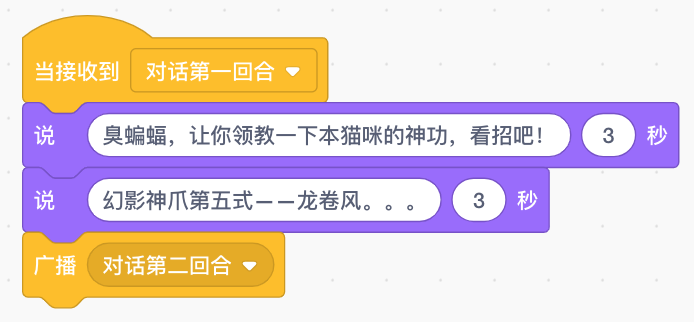 当接收到 对话第一回合
说 臭蝙蝠，让你领教一下本猫咪的神功，看招吧！ 3 秒
说 幻影神爪第五式——龙卷风。。。 3 秒
广播 对话第二回合